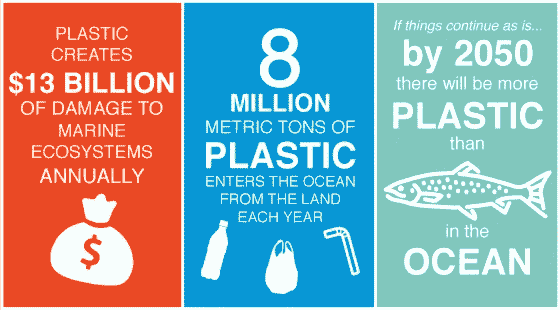 PLASTIC
CREATES
$13 BILLION
OF DAMAGE TO
MARINE
ECOSYSTEMS
ANNUALLY
$
8
MILLION
METRIC TONS OF
PLASTIC
ENTERS THE OCEAN
FROM THE LAND
EACH YEAR
If things continue as is...
by 2050
there will be more
PLASTIC
than
in the
OCEAN